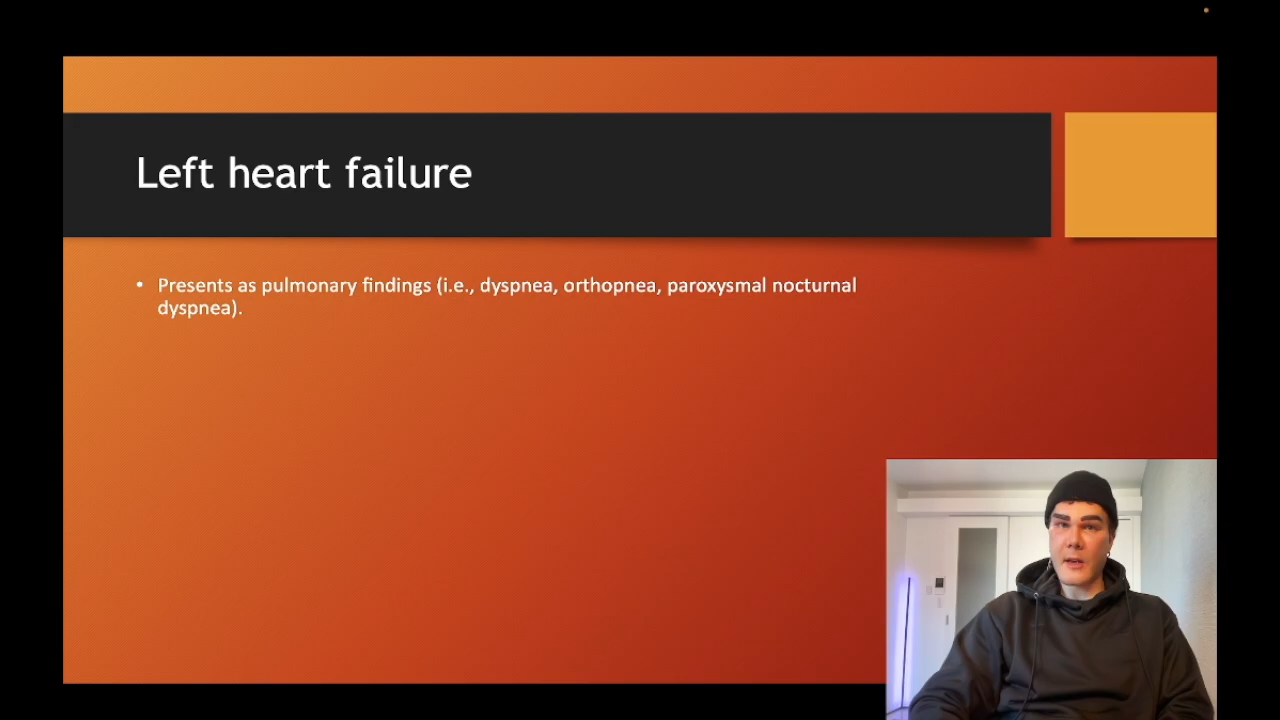 Left heart failure
• Presents as pulmonary findings (i.e., dyspnea, orthopnea, paroxysmal nocturnal
dyspnea).